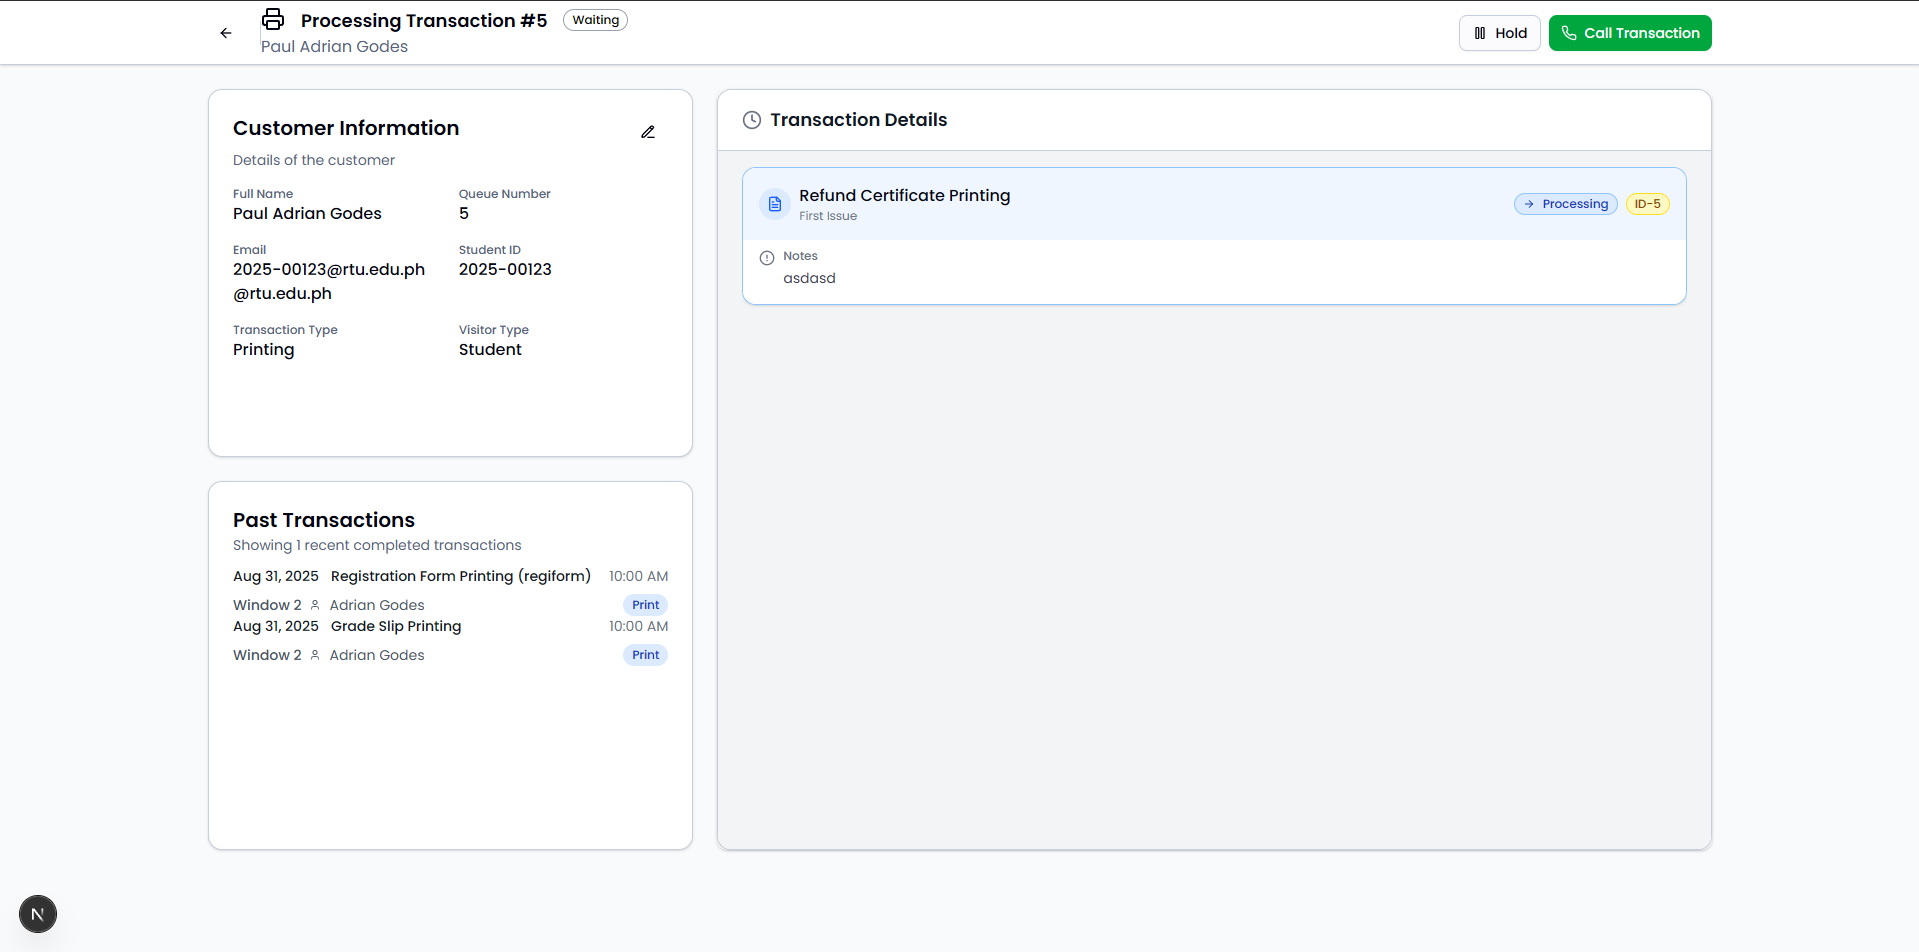 Processing Transaction #5
Waiting
Paul Adrian Godes
Hold
Call Transaction
Customer Information
Details of the customer
Full Name
Paul Adrian Godes
Queue Number
5
Email
2025-00123@rtu.edu.ph
@rtu.edu.ph
Student ID
2025-00123
Transaction Type
Printing
Visitor Type
Student
Past Transactions
Showing 1 recent completed transactions
Aug 31, 2025 Registration Form Printing (regiform) 10:00 AM
Window 2 Adrian Godes Print
Aug 31, 2025 Grade Slip Printing 10:00 AM
Window 2 Adrian Godes Print
Transaction Details
Refund Certificate Printing
First Issue
Processing
ID-5
Notes
asdasd
N